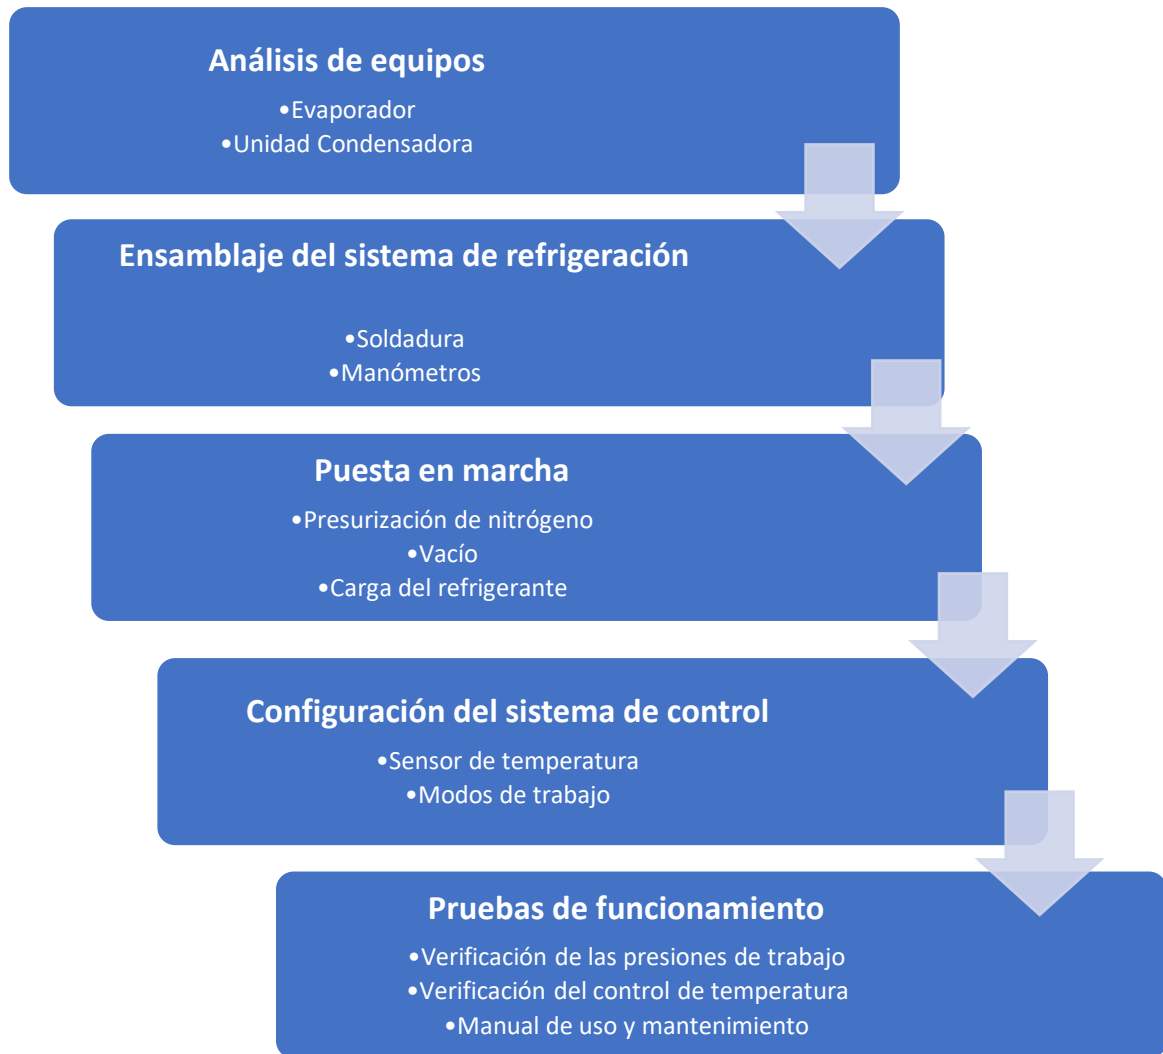 Análisis de equipos
•Evaporador
•Unidad Condensadora
Ensamblaje del sistema de refrigeración
•Soldadura
•Manómetros
Puesta en marcha
•Presurización de nitrógeno
•Vacío
•Carga del refrigerante
Configuración del sistema de control
•Sensor de temperatura
•Modos de trabajo
Pruebas de funcionamiento
•Verificación de las presiones de trabajo
•Verificación del control de temperatura
•Manual de uso y mantenimiento